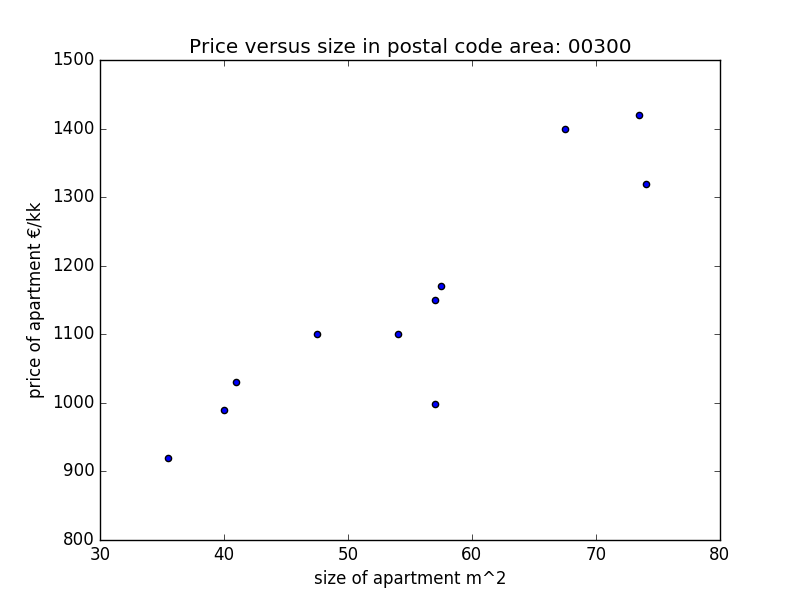 Price versus size in postal code area: 00300
1500
1400
1300
1200
1100
1000
900
800
price of apartment €/kk
30 40 50 60 70 80
size of apartment m^2